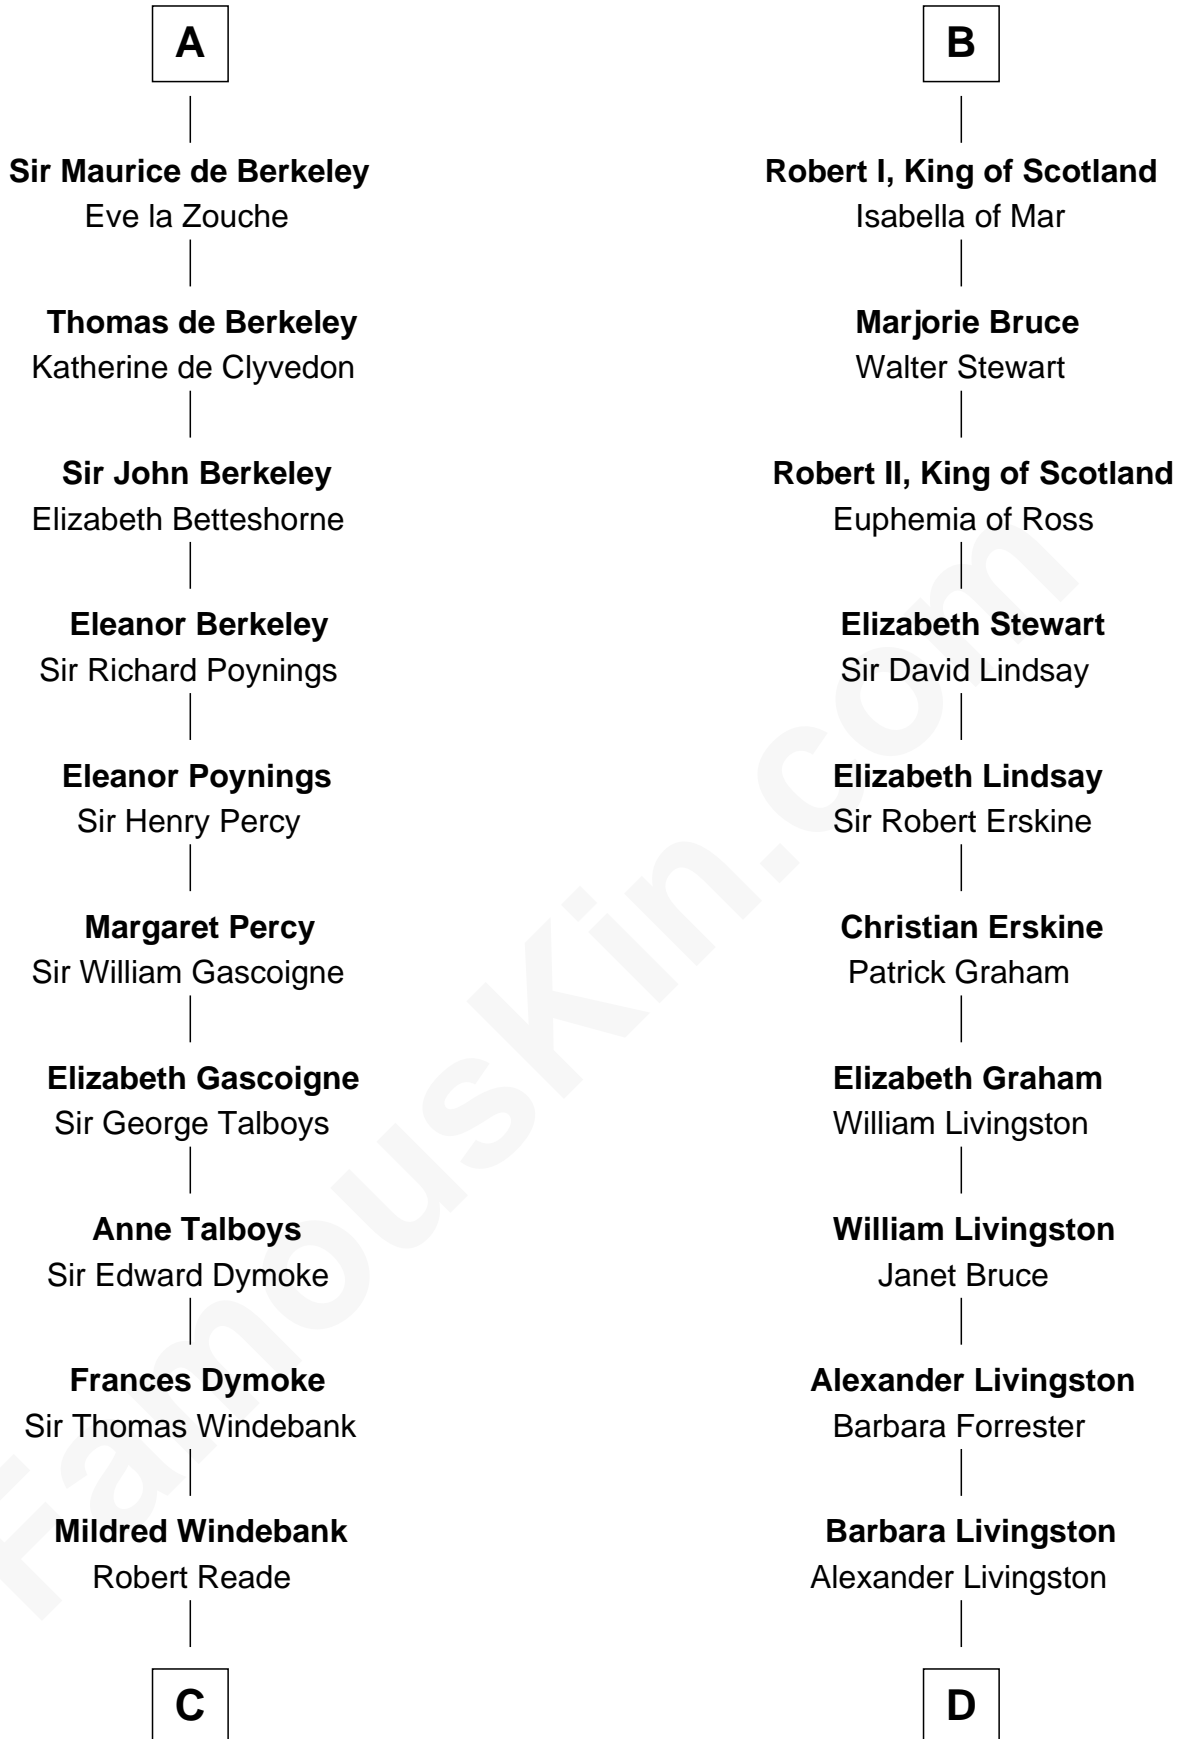 A
Sir Maurice de Berkeley
Eve la Zouche
Thomas de Berkeley
Katherine de Clyvedon
Sir John Berkeley
Elizabeth Betteshorne
Eleanor Berkeley
Sir Richard Poynings
Eleanor Poynings
Sir Henry Percy
Margaret Percy
Sir William Gascoigne
Elizabeth Gascoigne
Sir George Talboys
Anne Talboys
Sir Edward Dymoke
Frances Dymoke
Sir Thomas Windebank
Mildred Windebank
Robert Reade
C
B
Robert I, King of Scotland
Isabella of Mar
Marjorie Bruce
Walter Stewart
Robert II, King of Scotland
Euphemia of Ross
Elizabeth Stewart
Sir David Lindsay
Elizabeth Lindsay
Sir Robert Erskine
Christian Erskine
Patrick Graham
Elizabeth Graham
William Livingston
William Livingston
Janet Bruce
Alexander Livingston
Barbara Forrester
Barbara Livingston
Alexander Livingston
D
FamousKin.com